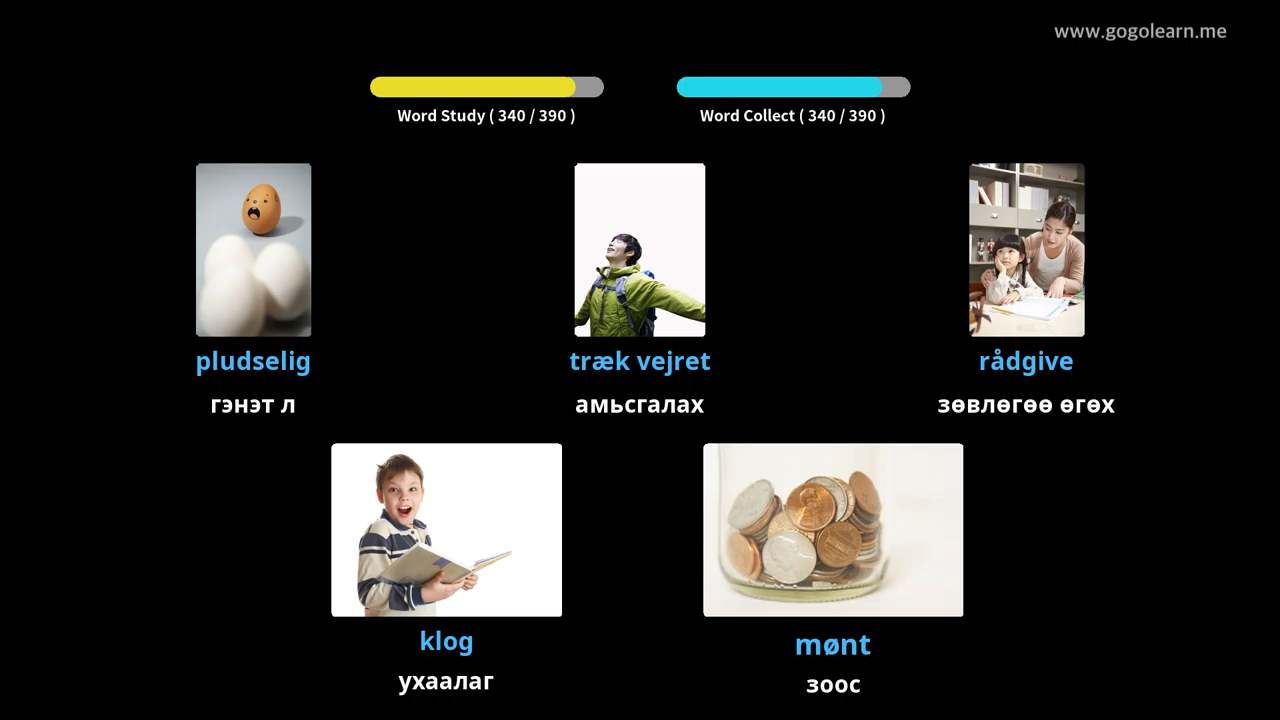 www.gogolearn.me
Word Study ( 340 / 390 )
Word Collect ( 340 / 390 )
pludselig
træk vejret
rådgive
гэнэт л
амьсгалах
зөвлөгөө өгөх
klog
mønt
ухаалаг
зоос